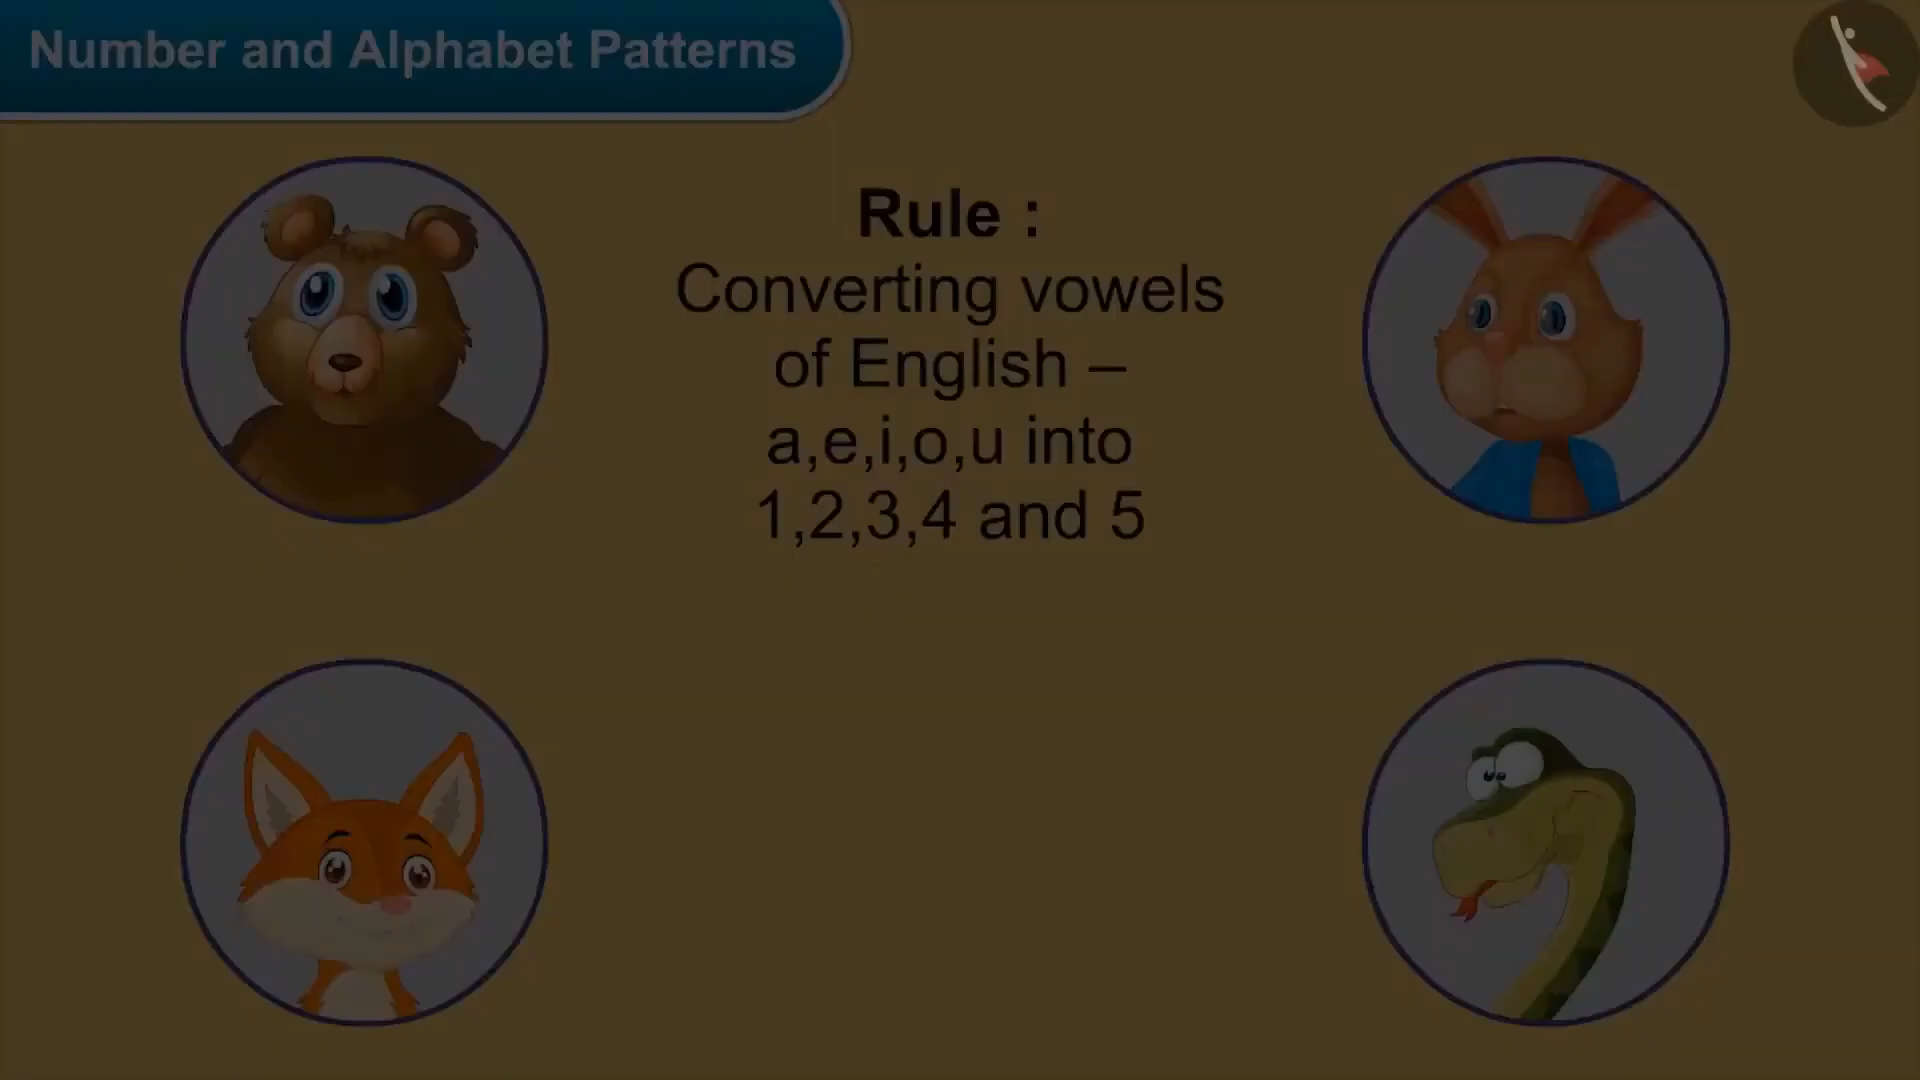 Number and Alphabet Patterns
Rule :
Converting vowels
of English –
a,e,i,o,u into
1,2,3,4 and 5